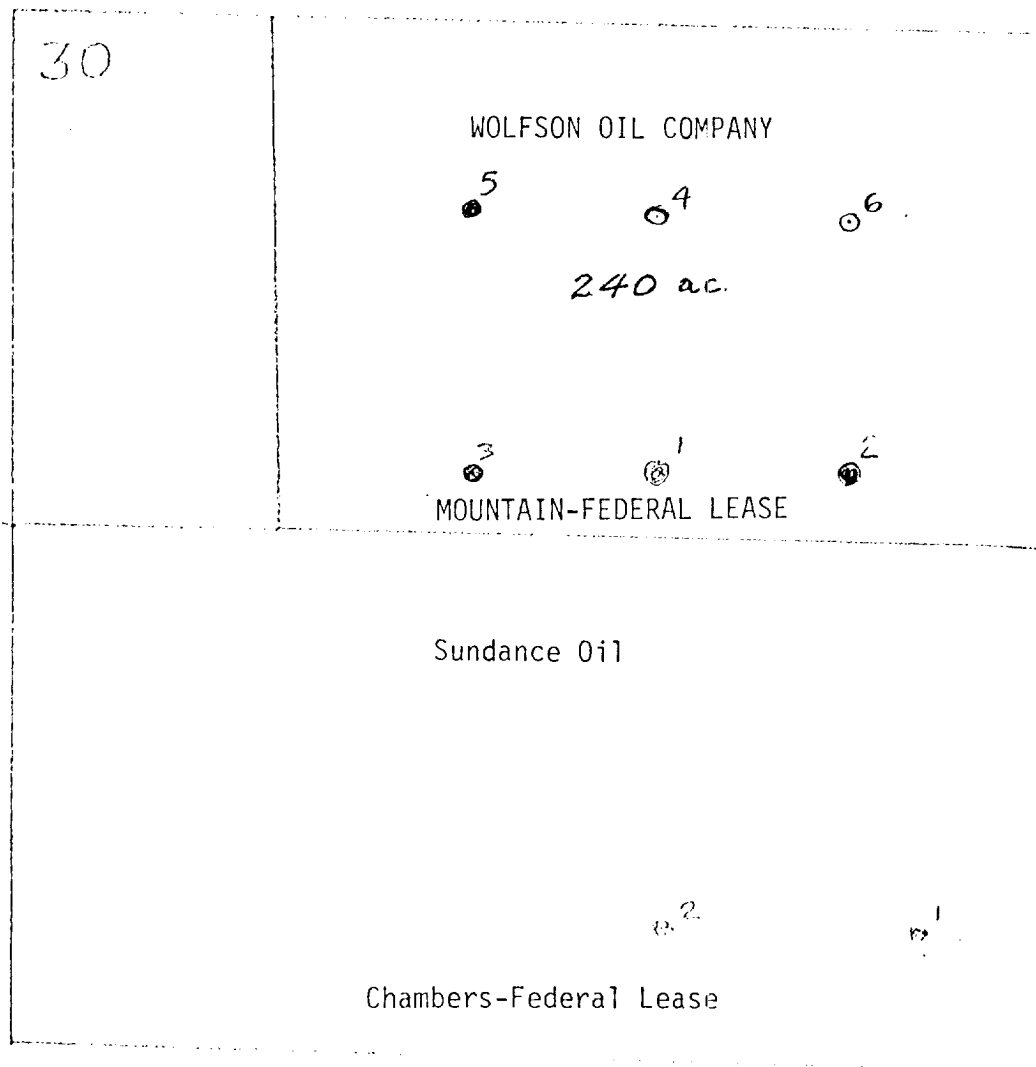 30
WOLFSON OIL COMPANY
5 4 6
240 ac.
3 1 2
MOUNTAIN-FEDERAL LEASE
Sundance Oil
2 1
Chambers-Federal Lease